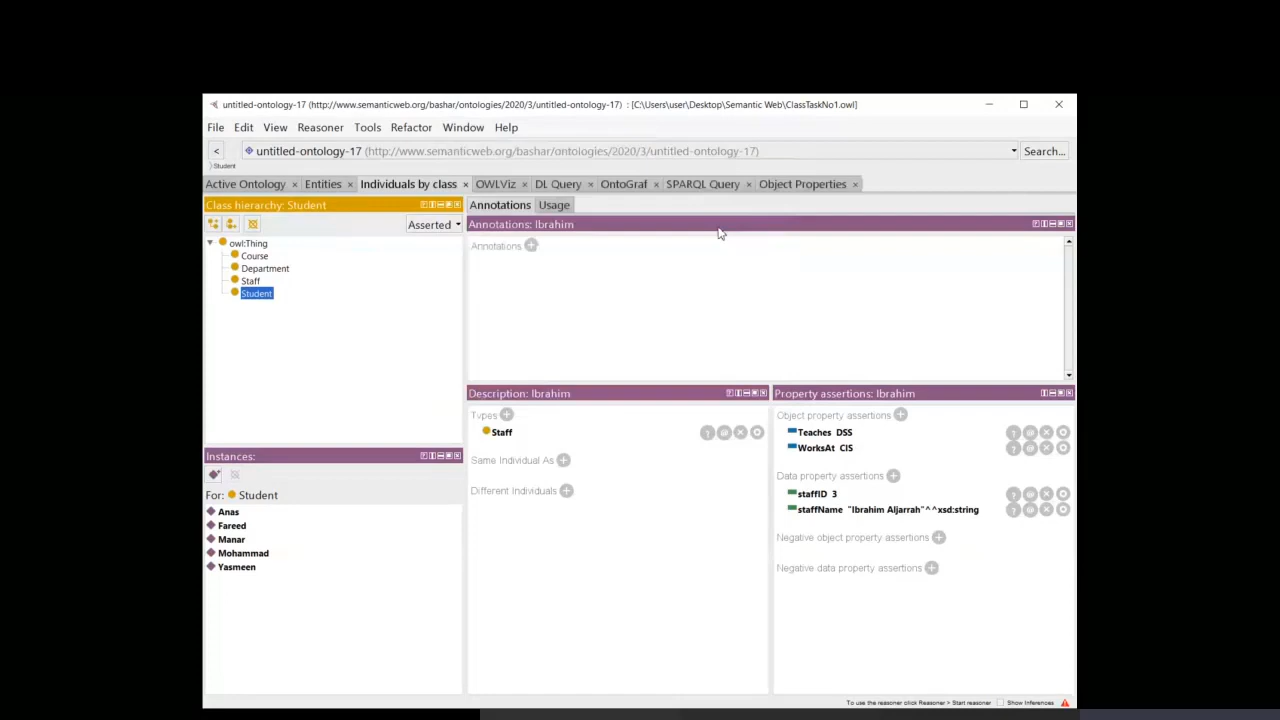 untitled-ontology-17 (http://www.semanticweb.org/bashar/ontologies/2020/3/untitled-ontology-17) : [C:\Users\user\Desktop\Semantic Web\ClassTaskNo1.owl]
File Edit View Reasoner Tools Refactor Window Help
< untitled-ontology-17 (http://www.semanticweb.org/bashar/ontologies/2020/3/untitled-ontology-17) Search...
Student
Active Ontology × Entities × Individuals by class × OWLViz × DL Query × OntoGraf × SPARQL Query × Object Properties ×
Class hierarchy: Student
Asserted
owl:Thing
Course
Department
Staff
Student
Annotations Usage
Annotations: Ibrahim
Annotations
Instances:
For: Student
Anas
Fareed
Manar
Mohammad
Yasmeen
Description: Ibrahim
Types
Staff
Same Individual As
Different Individuals
Property assertions: Ibrahim
Object property assertions
Teaches DSS
WorksAt CIS
Data property assertions
staffID 3
staffName "Ibrahim Aljarrah"^^xsd:string
Negative object property assertions
Negative data property assertions
To use the reasoner click Reasoner > Start reasoner Show Inferences